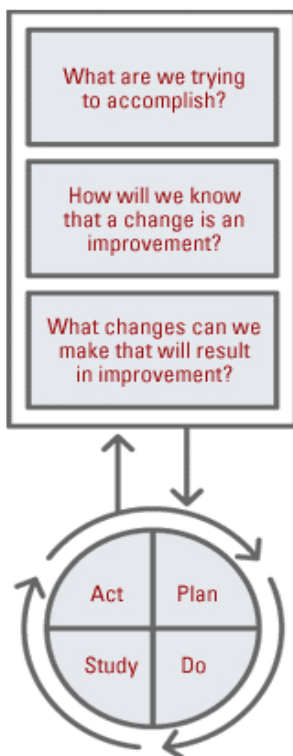 What are we trying
to accomplish?
How will we know
that a change is an
improvement?
What changes can we
make that will result
in improvement?
Act
Plan
Study
Do